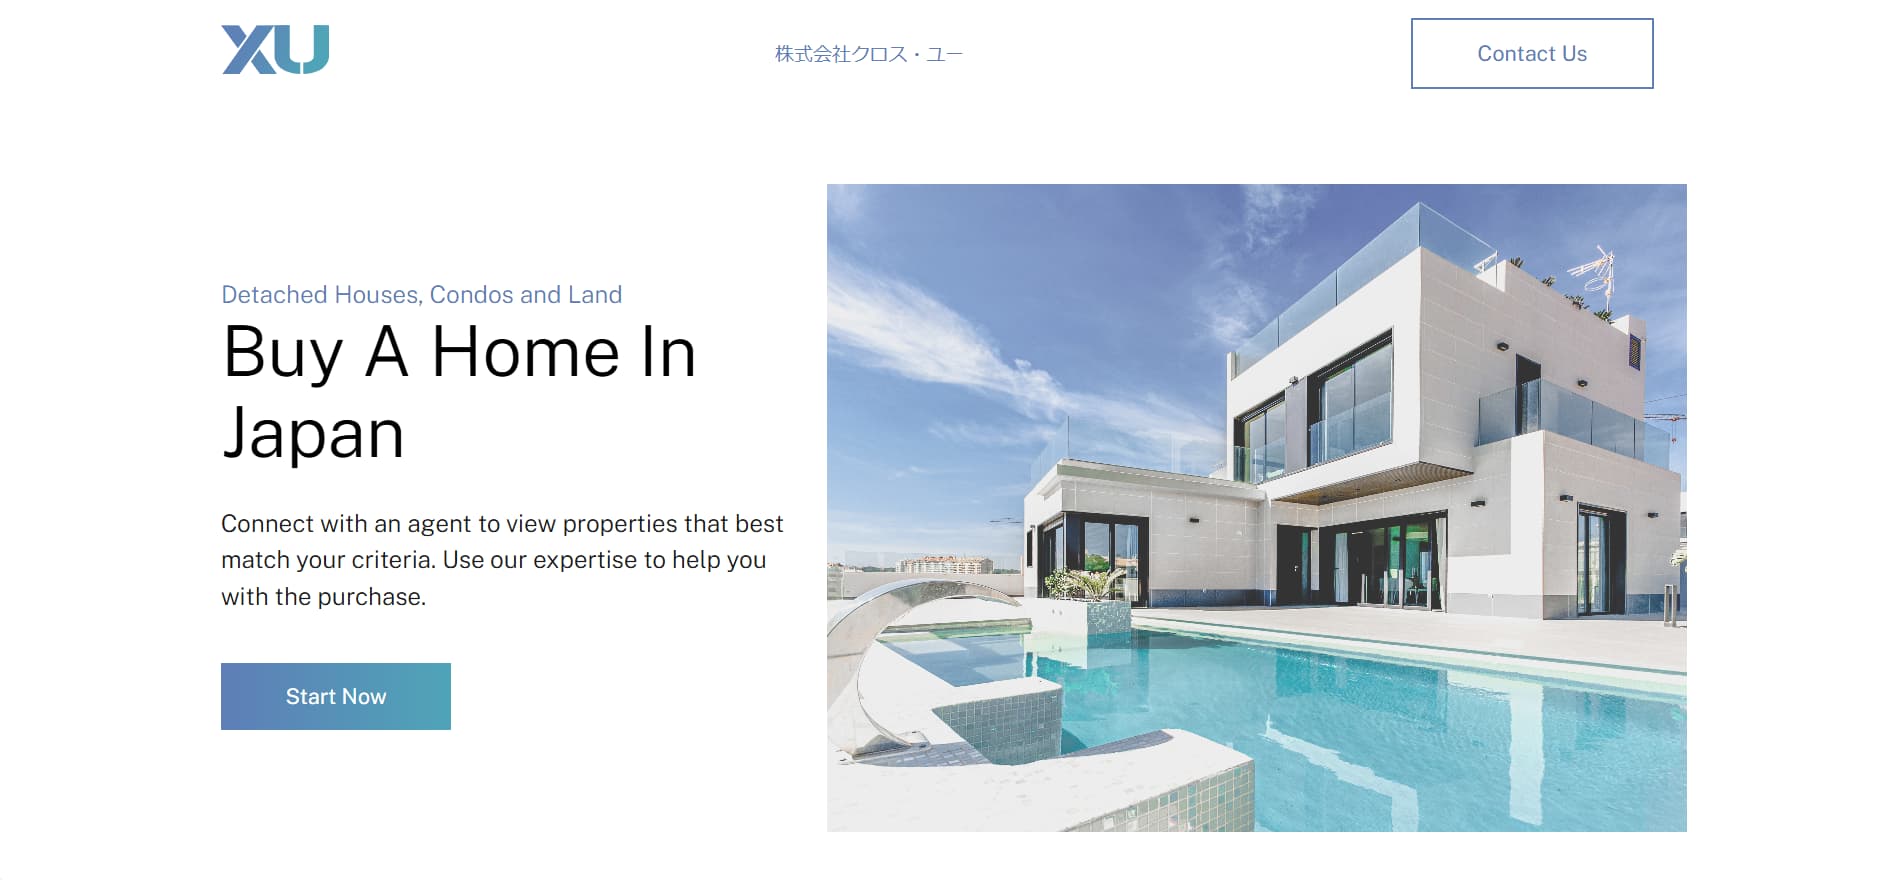 XU
株式会社クロス・ユー
Contact Us
Detached Houses, Condos and Land
Buy A Home In
Japan
Connect with an agent to view properties that best
match your criteria. Use our expertise to help you
with the purchase.
Start Now